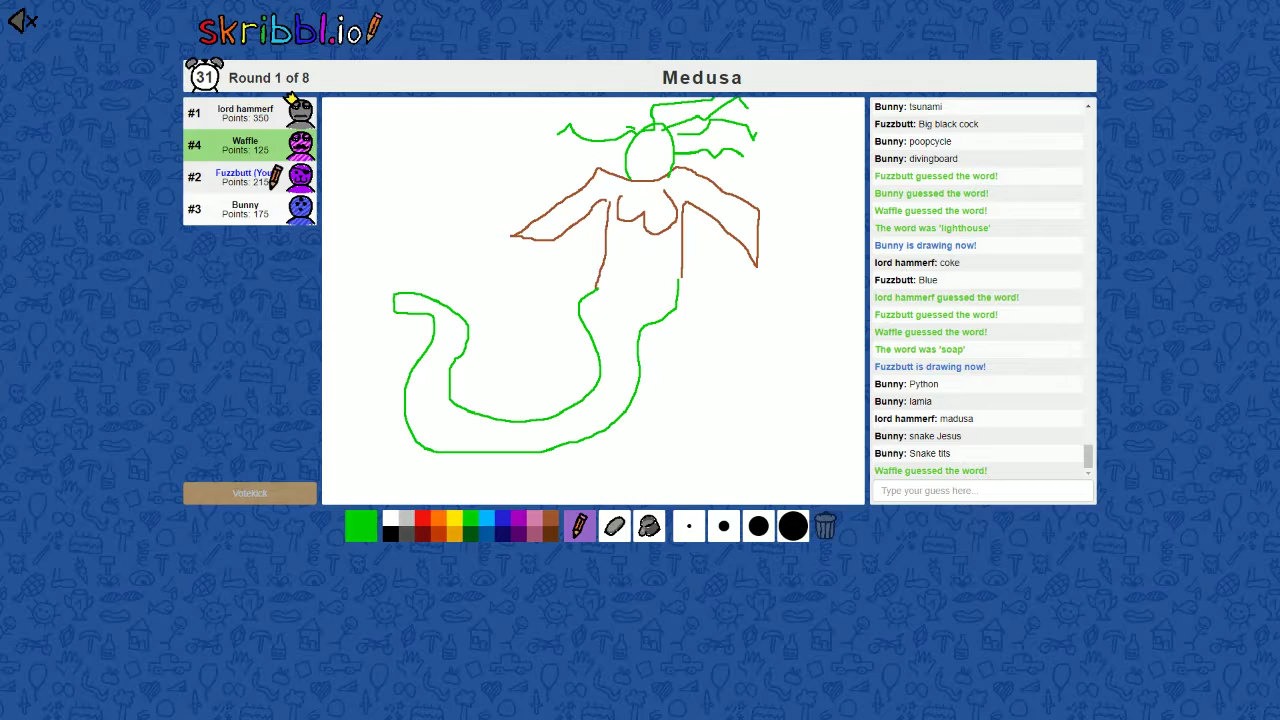 skribbl.io
31 Round 1 of 8
Medusa
#1 lord hammerf
Points: 350
#4 Waffle
Points: 125
#2 Fuzzbutt (You
Points: 215
#3 Bunny
Points: 175
Votekick
Bunny: tsunami
Fuzzbutt: Big black cock
Bunny: poopcycle
Bunny: divingboard
Fuzzbutt guessed the word!
Bunny guessed the word!
Waffle guessed the word!
The word was 'lighthouse'
Bunny is drawing now!
lord hammerf: coke
Fuzzbutt: Blue
lord hammerf guessed the word!
Fuzzbutt guessed the word!
Waffle guessed the word!
The word was 'soap'
Fuzzbutt is drawing now!
Bunny: Python
Bunny: lamia
lord hammerf: madusa
Bunny: snake Jesus
Bunny: Snake tits
Waffle guessed the word!
Type your guess here...